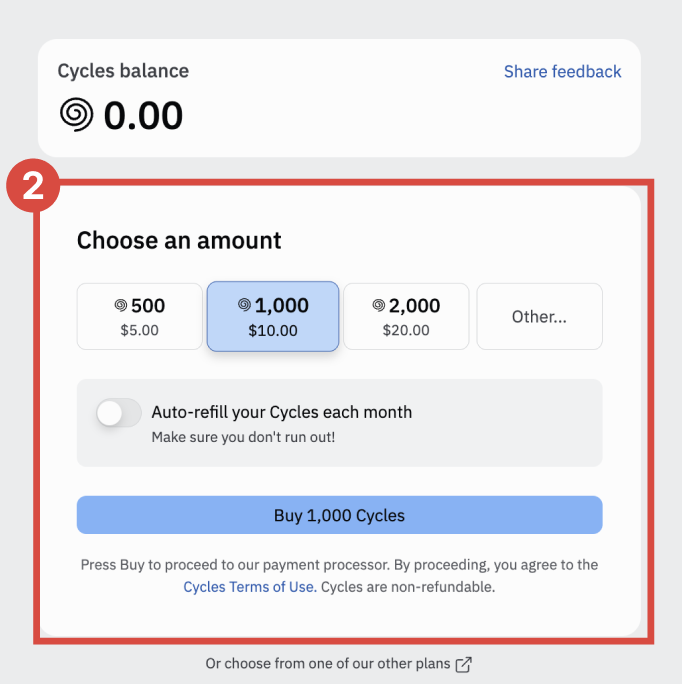 Cycles balance
Share feedback
0.00
2
Choose an amount
500
$5.00
1,000
$10.00
2,000
$20.00
Other...
Auto-refill your Cycles each month
Make sure you don't run out!
Buy 1,000 Cycles
Press Buy to proceed to our payment processor. By proceeding, you agree to the
Cycles Terms of Use. Cycles are non-refundable.
Or choose from one of our other plans